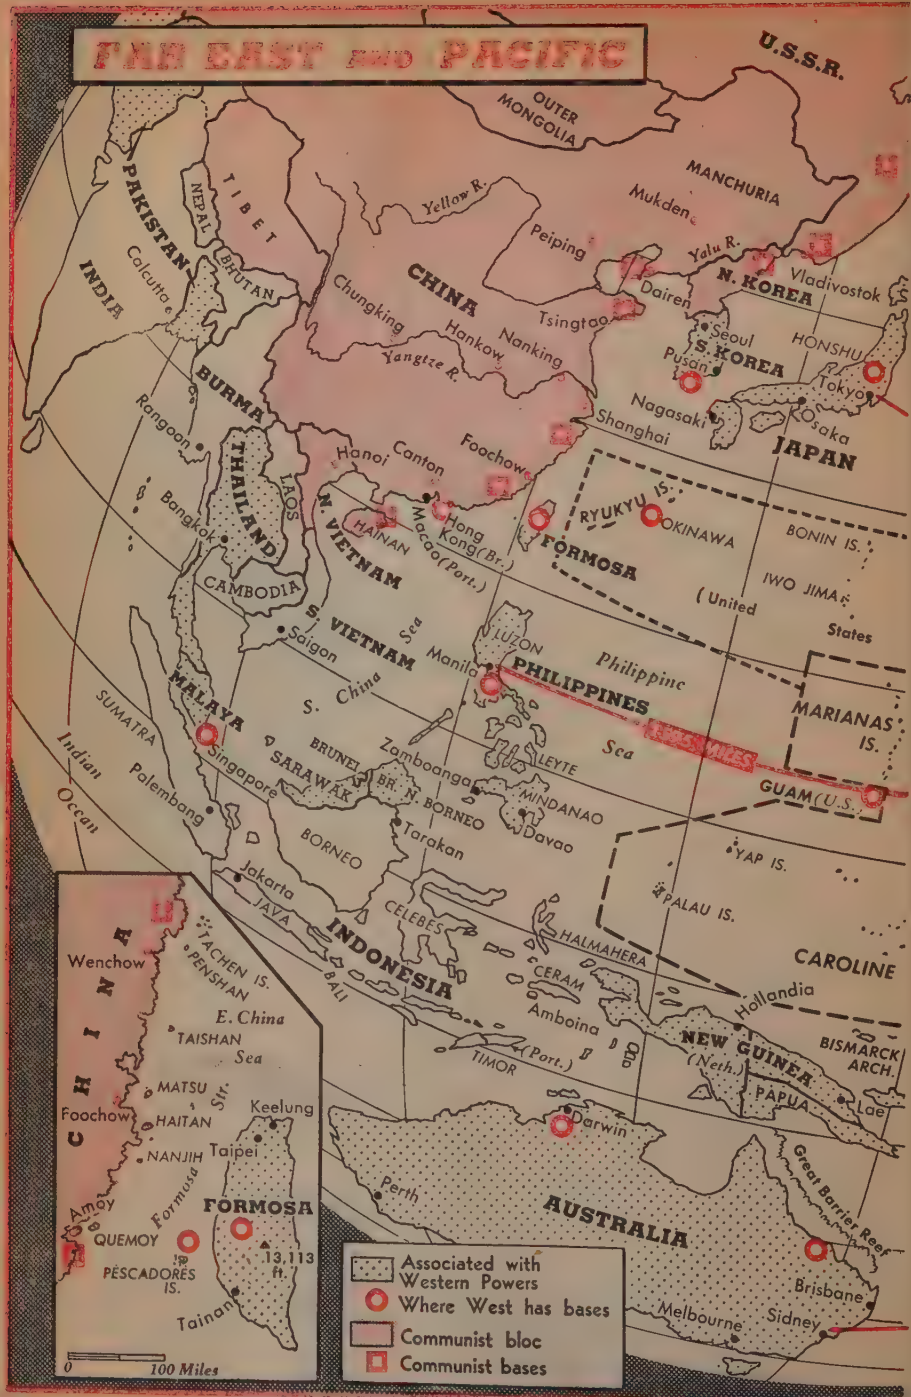 FAR EAST AND PACIFIC
U.S.S.R.
OUTER
MONGOLIA
MANCHURIA
Mukden
PAKISTAN
NEPAL
TIBET
Yellow R.
Peiping
Yalu R.
N. KOREA
Vladivostok
Dairen
INDIA
Calcutta
BHUTAN
CHINA
Chungking
Hankow
Nanking
Tsingtao
Seoul
S. KOREA
HONSHU
Yangtze R.
Pusan
Tokyo
BURMA
Nagasaki
Osaka
Shanghai
JAPAN
Rangoon
THAILAND
LAOS
Hanoi
Canton
Foochow
Bangkok
N. VIETNAM
HAINAN
Macao (Port.)
Hong
Kong (Br.)
FORMOSA
RYUKYU IS.
OKINAWA
BONIN IS.
IWO JIMA
(United
States
CAMBODIA
S. VIETNAM
Saigon
S. China
Sea
LUZON
Manila
PHILIPPINES
Philippine
Sea
MILES
MARIANAS
IS.
GUAM (U.S.
MALAYA
SUMATRA
Singapore
Indian
Ocean
Palembang
BRUNEI
SARAWAK
BR. N. BORNEO
Zamboanga
LEYTE
MINDANAO
Davao
BORNEO
Tarakan
YAP IS.
PALAU IS.
CAROLINE
Jakarta
JAVA
CELEBES
INDONESIA
BALI
HALMAHERA
CERAM
Amboina
Hollandia
NEW GUINEA
(Neth.)
PAPUA
BISMARCK
ARCH.
Lae
TIMOR
(Port.)
Darwin
Perth
AUSTRALIA
Great Barrier Reef
Brisbane
Melbourne
Sidney
CHINA
Wenchow
TACHEN IS.
PENSHAN
E. China
Sea
TAISHAN
MATSU
Foochow
HAITAN
NANJIH
Formosa Str.
Keelung
Taipei
FORMOSA
Amoy
QUEMOY
PESCADORES
IS.
13,113
ft.
Tainan
0 100 Miles
Associated with
Western Powers
Where West has bases
Communist bloc
Communist bases